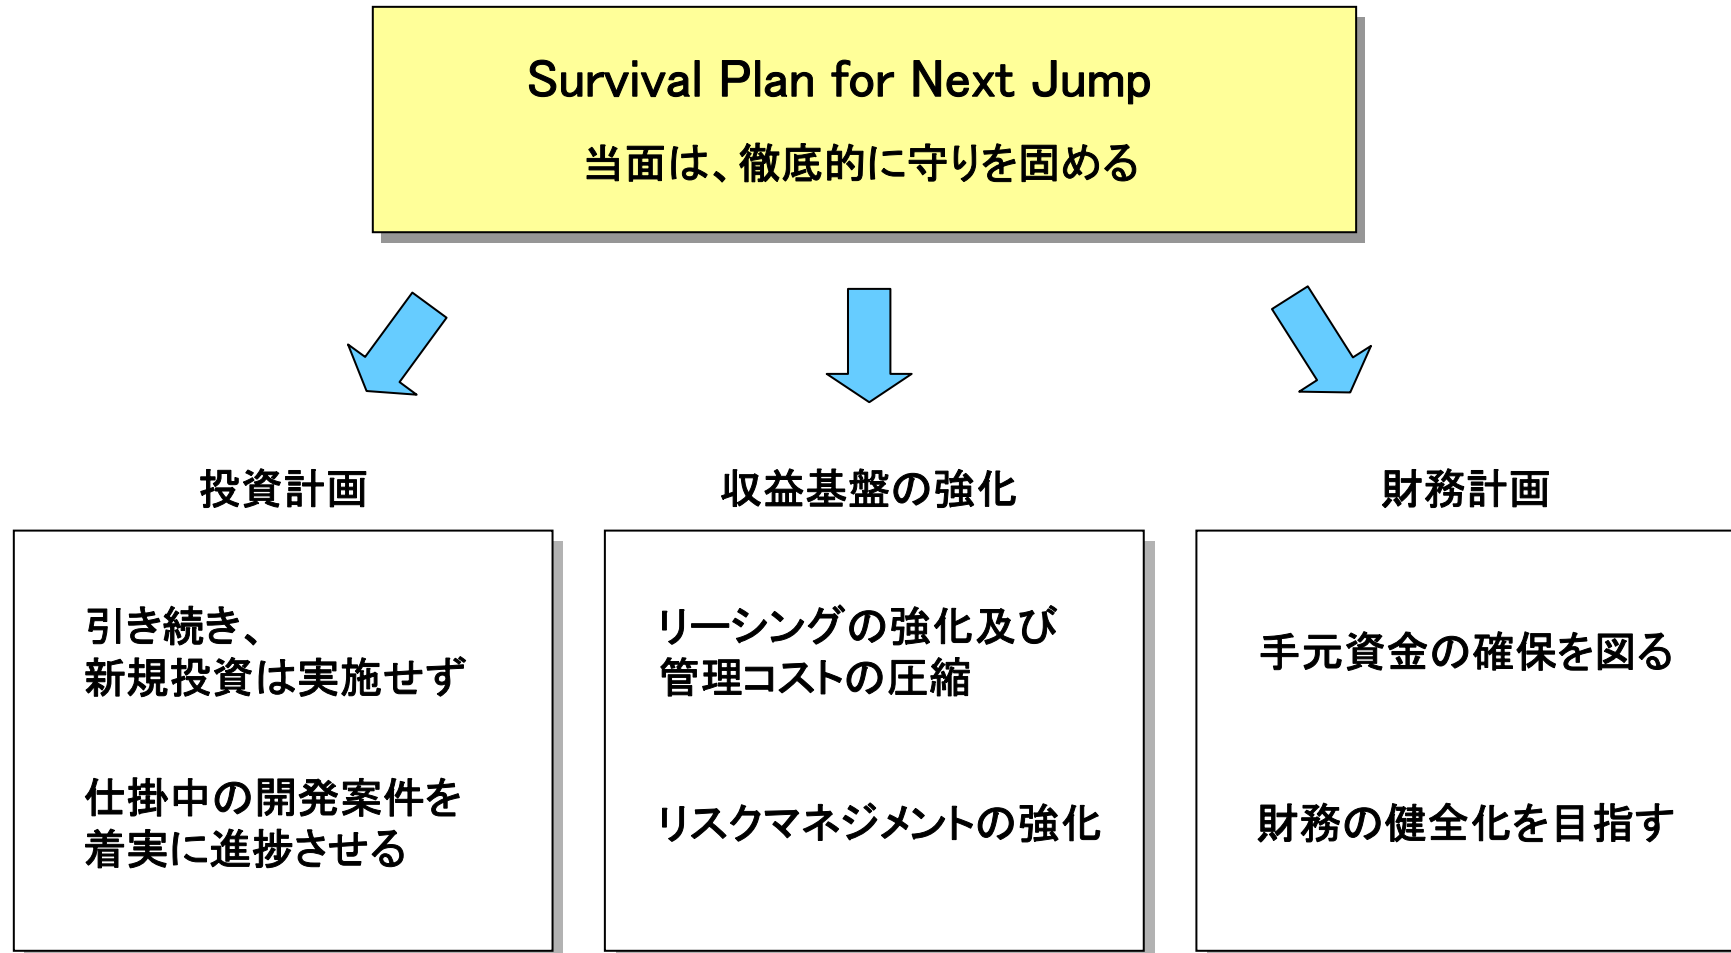 Survival Plan for Next Jump
当面は、徹底的に守りを固める
投資計画
引き続き、
新規投資は実施せず
仕掛中の開発案件を
着実に進捗させる
収益基盤の強化
リーシングの強化及び
管理コストの圧縮
リスクマネジメントの強化
財務計画
手元資金の確保を図る
財務の健全化を目指す